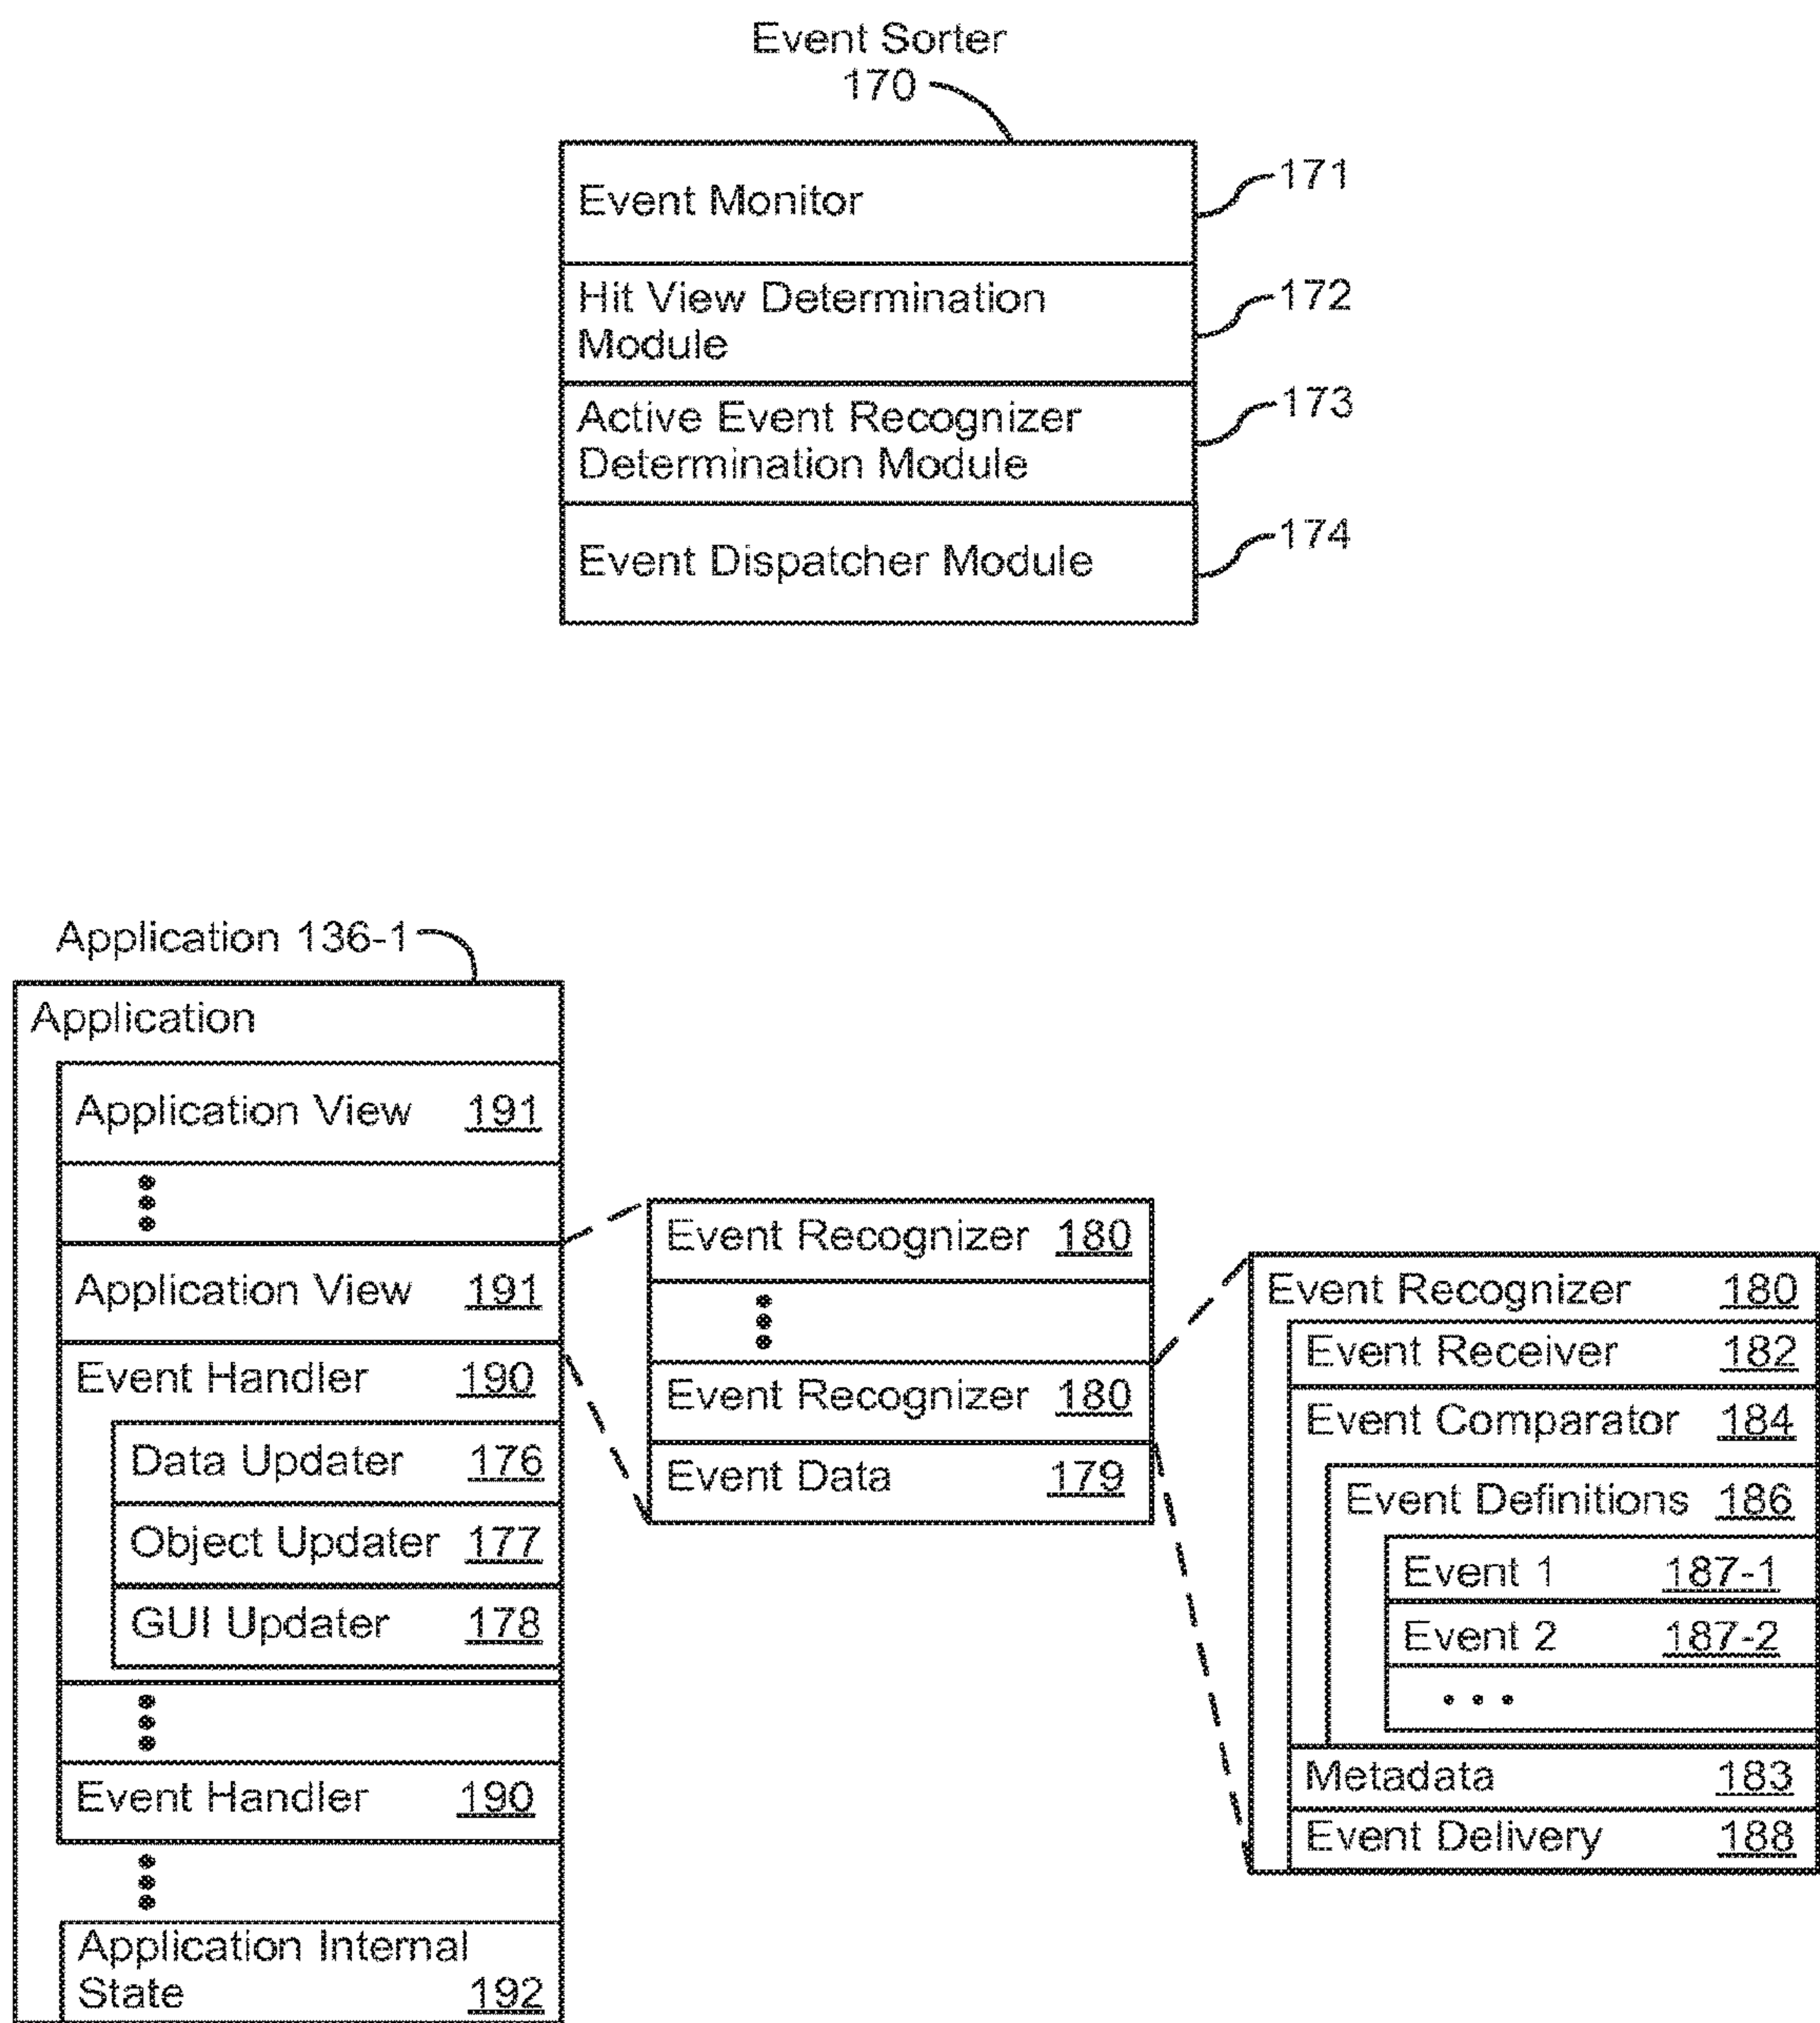 Event Sorter
170
Event Monitor
171
Hit View Determination
Module
172
Active Event Recognizer
Determination Module
173
Event Dispatcher Module
174
Application 136-1
Application
Application View 191
Application View 191
Event Handler 190
Data Updater 176
Object Updater 177
GUI Updater 178
Event Handler 190
Application Internal
State 192
Event Recognizer 180
Event Recognizer 180
Event Data 179
Event Recognizer 180
Event Receiver 182
Event Comparator 184
Event Definitions 186
Event 1 187-1
Event 2 187-2
. . .
Metadata 183
Event Delivery 188